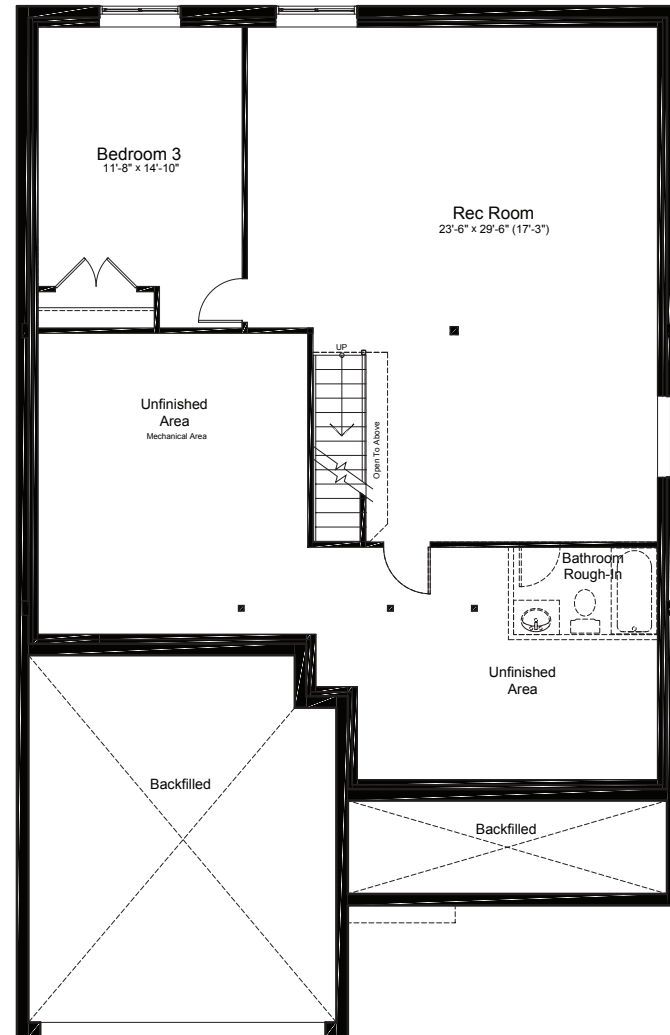 Bedroom 3
11'-8" x 14'-10"
Rec Room
23'-6" x 29'-6" (17'-3")
UP
Unfinished
Area
Mechanical Area
Open To Above
Bathroom
Rough-In
Unfinished
Area
Backfilled
Backfilled